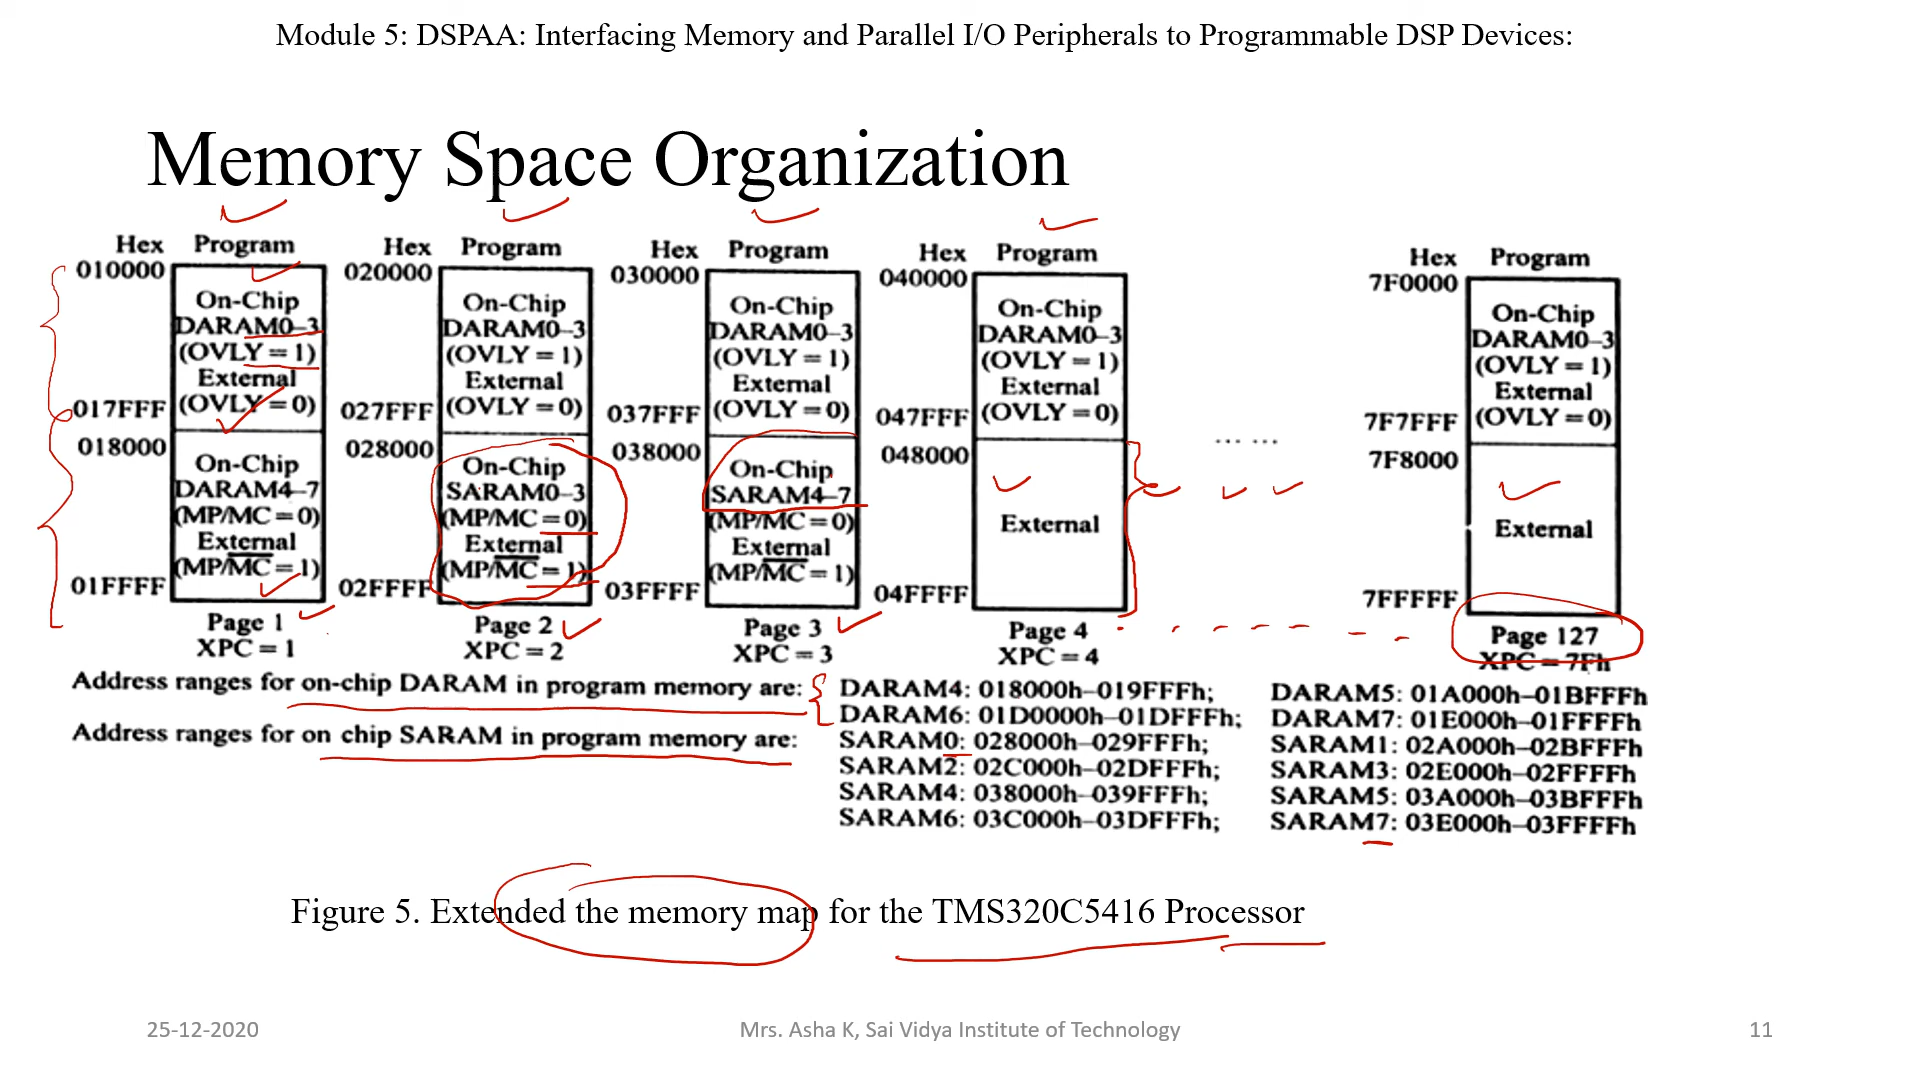 Module 5: DSPAA: Interfacing Memory and Parallel I/O Peripherals to Programmable DSP Devices:
Memory Space Organization
Hex Program
010000
On-Chip
DARAM0–3
(OVLY = 1)
External
(OVLY = 0)
017FFF
018000
On-Chip
DARAM4–7
(MP/MC = 0)
External
(MP/MC = 1)
01FFFF
Page 1
XPC = 1
Hex Program
020000
On-Chip
DARAM0–3
(OVLY = 1)
External
(OVLY = 0)
027FFF
028000
On-Chip
SARAM0–3
(MP/MC = 0)
External
(MP/MC = 1)
02FFFF
Page 2
XPC = 2
Hex Program
030000
On-Chip
DARAM0–3
(OVLY = 1)
External
(OVLY = 0)
037FFF
038000
On-Chip
SARAM4–7
(MP/MC = 0)
External
(MP/MC = 1)
03FFFF
Page 3
XPC = 3
Hex Program
040000
On-Chip
DARAM0–3
(OVLY = 1)
External
(OVLY = 0)
047FFF
048000
External
04FFFF
Page 4
XPC = 4
... ...
Hex Program
7F0000
On-Chip
DARAM0–3
(OVLY = 1)
External
(OVLY = 0)
7F7FFF
7F8000
External
7FFFFF
Page 127
XPC = 7Fh
Address ranges for on-chip DARAM in program memory are: DARAM4: 018000h–019FFFh; DARAM5: 01A000h–01BFFFh
DARAM6: 01D0000h–01DFFFh; DARAM7: 01E000h–01FFFFh
Address ranges for on chip SARAM in program memory are: SARAM0: 028000h–029FFFh; SARAM1: 02A000h–02BFFFh
SARAM2: 02C000h–02DFFFh; SARAM3: 02E000h–02FFFFh
SARAM4: 038000h–039FFFh; SARAM5: 03A000h–03BFFFh
SARAM6: 03C000h–03DFFFh; SARAM7: 03E000h–03FFFFh
Figure 5. Extended the memory map for the TMS320C5416 Processor
25-12-2020 Mrs. Asha K, Sai Vidya Institute of Technology 11